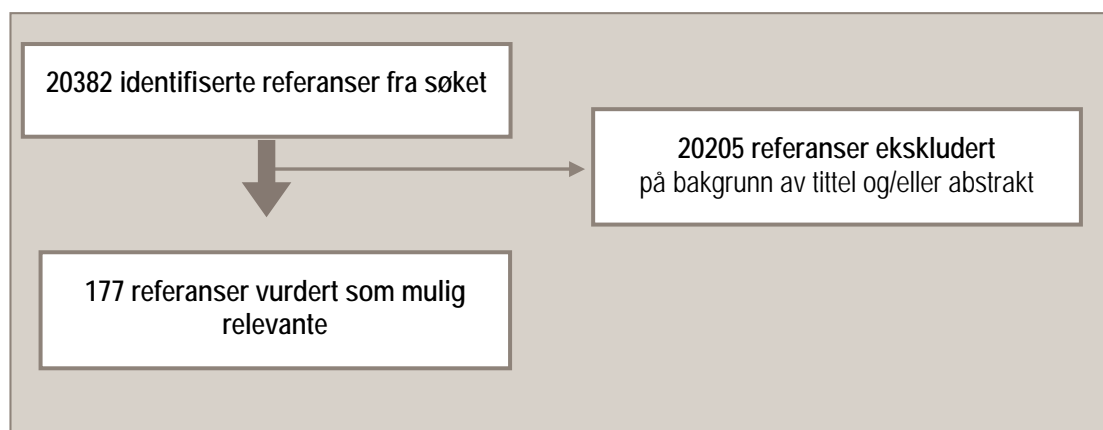 20382 identifiserte referanser fra søket
20205 referanser ekskludert
på bakgrunn av tittel og/eller abstrakt
177 referanser vurdert som mulig
relevante